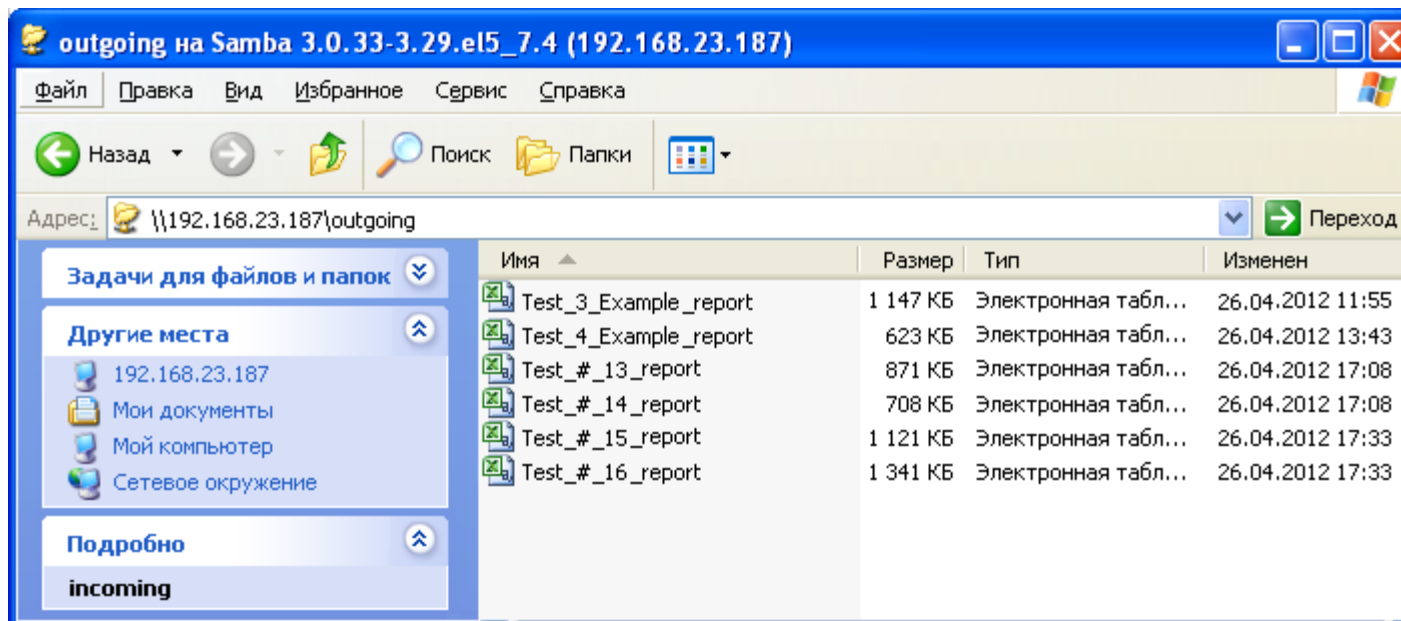 outgoing на Samba 3.0.33-3.29.el5_7.4 (192.168.23.187)
Файл Правка Вид Избранное Сервис Справка
Назад Поиск Папки
Адрес: \\192.168.23.187\outgoing Переход
Задачи для файлов и папок
Другие места
192.168.23.187
Мои документы
Мой компьютер
Сетевое окружение
Подробно
incoming
Имя Размер Тип Изменен
Test_3_Example_report 1 147 КБ Электронная табл... 26.04.2012 11:55
Test_4_Example_report 623 КБ Электронная табл... 26.04.2012 13:43
Test_#_13_report 871 КБ Электронная табл... 26.04.2012 17:08
Test_#_14_report 708 КБ Электронная табл... 26.04.2012 17:08
Test_#_15_report 1 121 КБ Электронная табл... 26.04.2012 17:33
Test_#_16_report 1 341 КБ Электронная табл... 26.04.2012 17:33